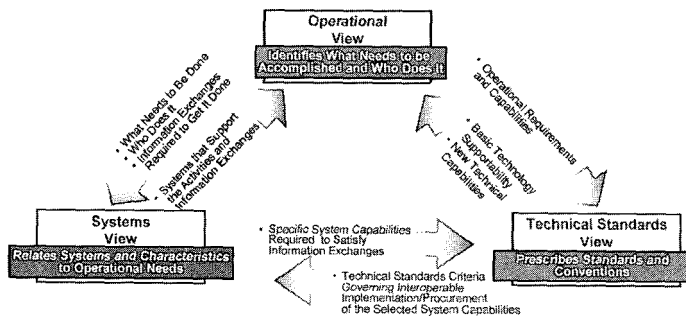 Operational
View
Identifies What Needs to be
Accomplished and Who Does It
• What Needs to Be Done
• Who Does It
• Information Exchanges
Required to Get It Done
• Systems that Support
the Activities and
Information Exchanges
• Operational Requirements
and Capabilities
• Basic Technology
Supportability
• New Technical
Capabilities
Systems
View
Relates Systems and Characteristics
to Operational Needs
• Specific System Capabilities
Required to Satisfy
Information Exchanges
• Technical Standards Criteria
Governing Interoperable
Implementation/Procurement
of the Selected System Capabilities
Technical Standards
View
Prescribes Standards and
Conventions